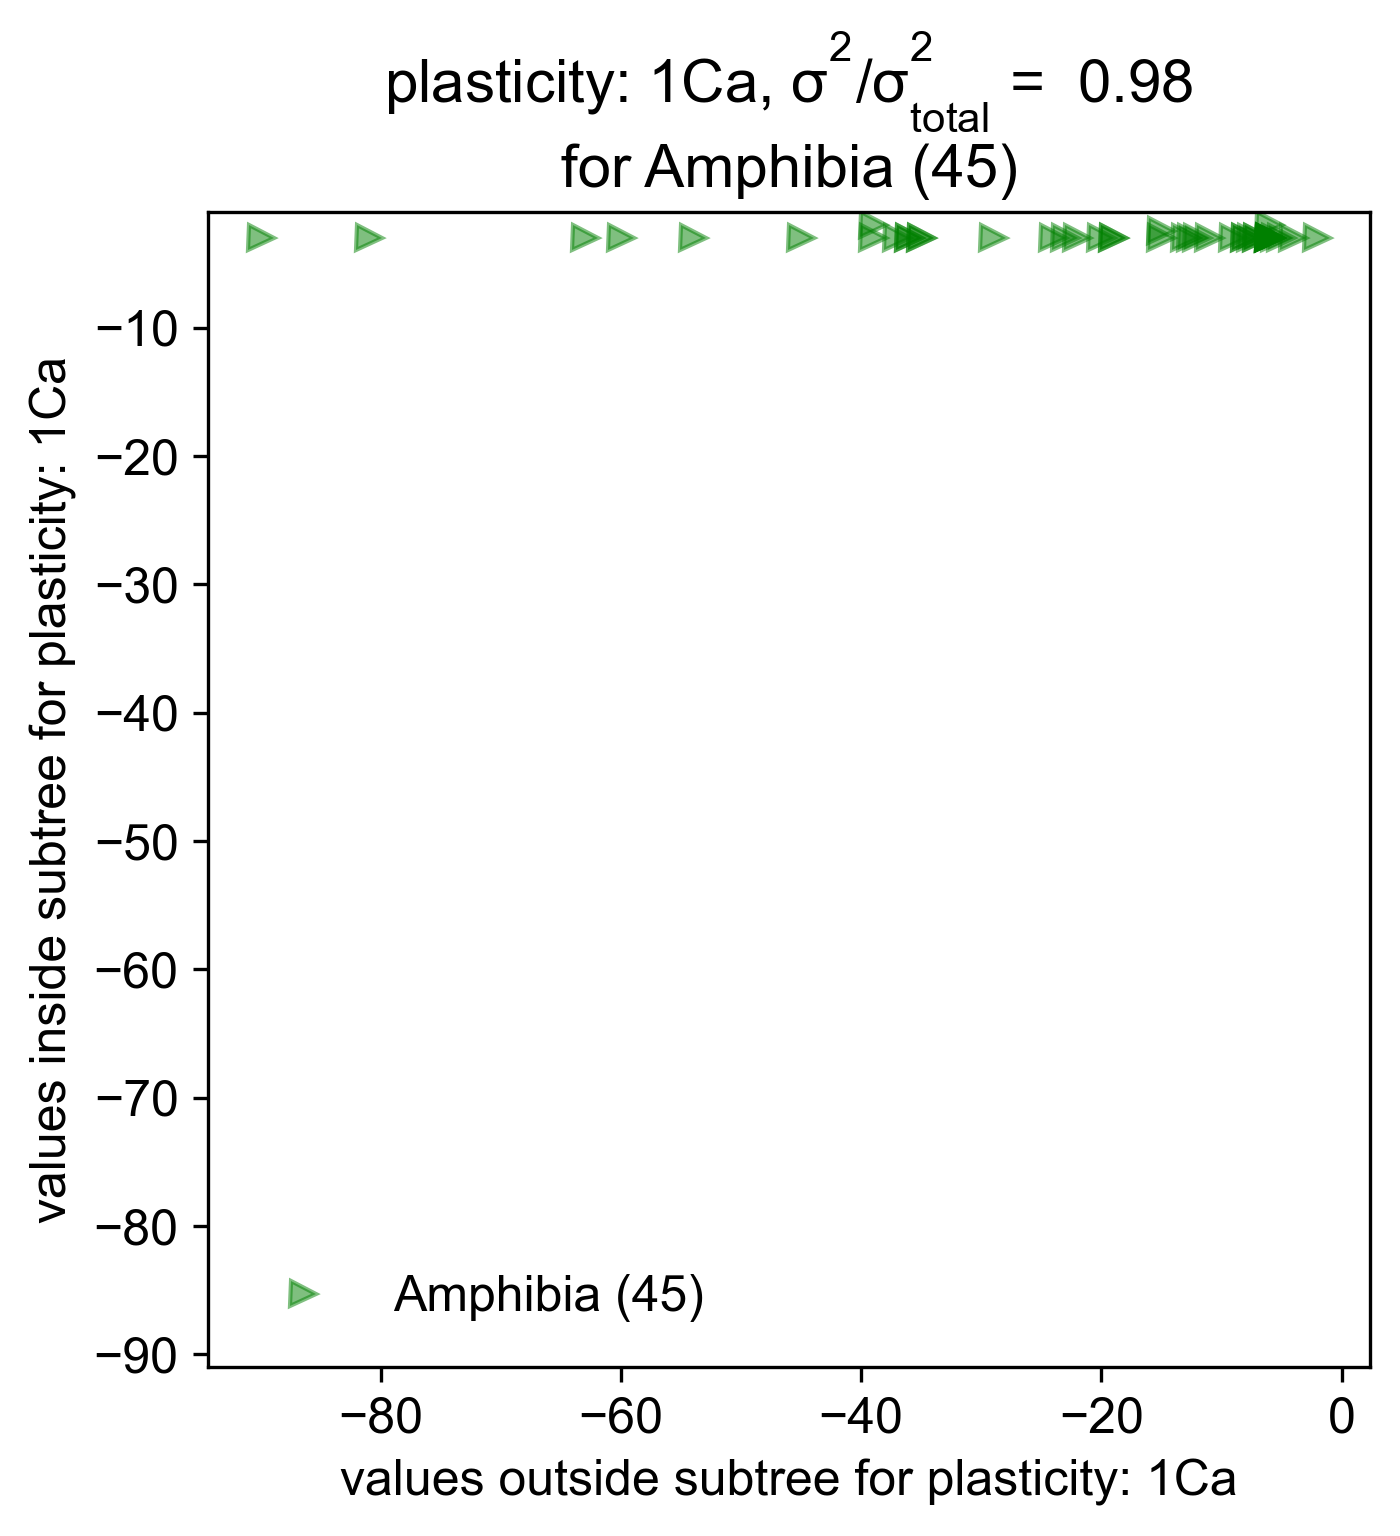 plasticity: 1Ca, σ²/σ²total = 0.98
for Amphibia (45)
values inside subtree for plasticity: 1Ca
−10
−20
−30
−40
−50
−60
−70
−80
−90
Amphibia (45)
−80 −60 −40 −20 0
values outside subtree for plasticity: 1Ca